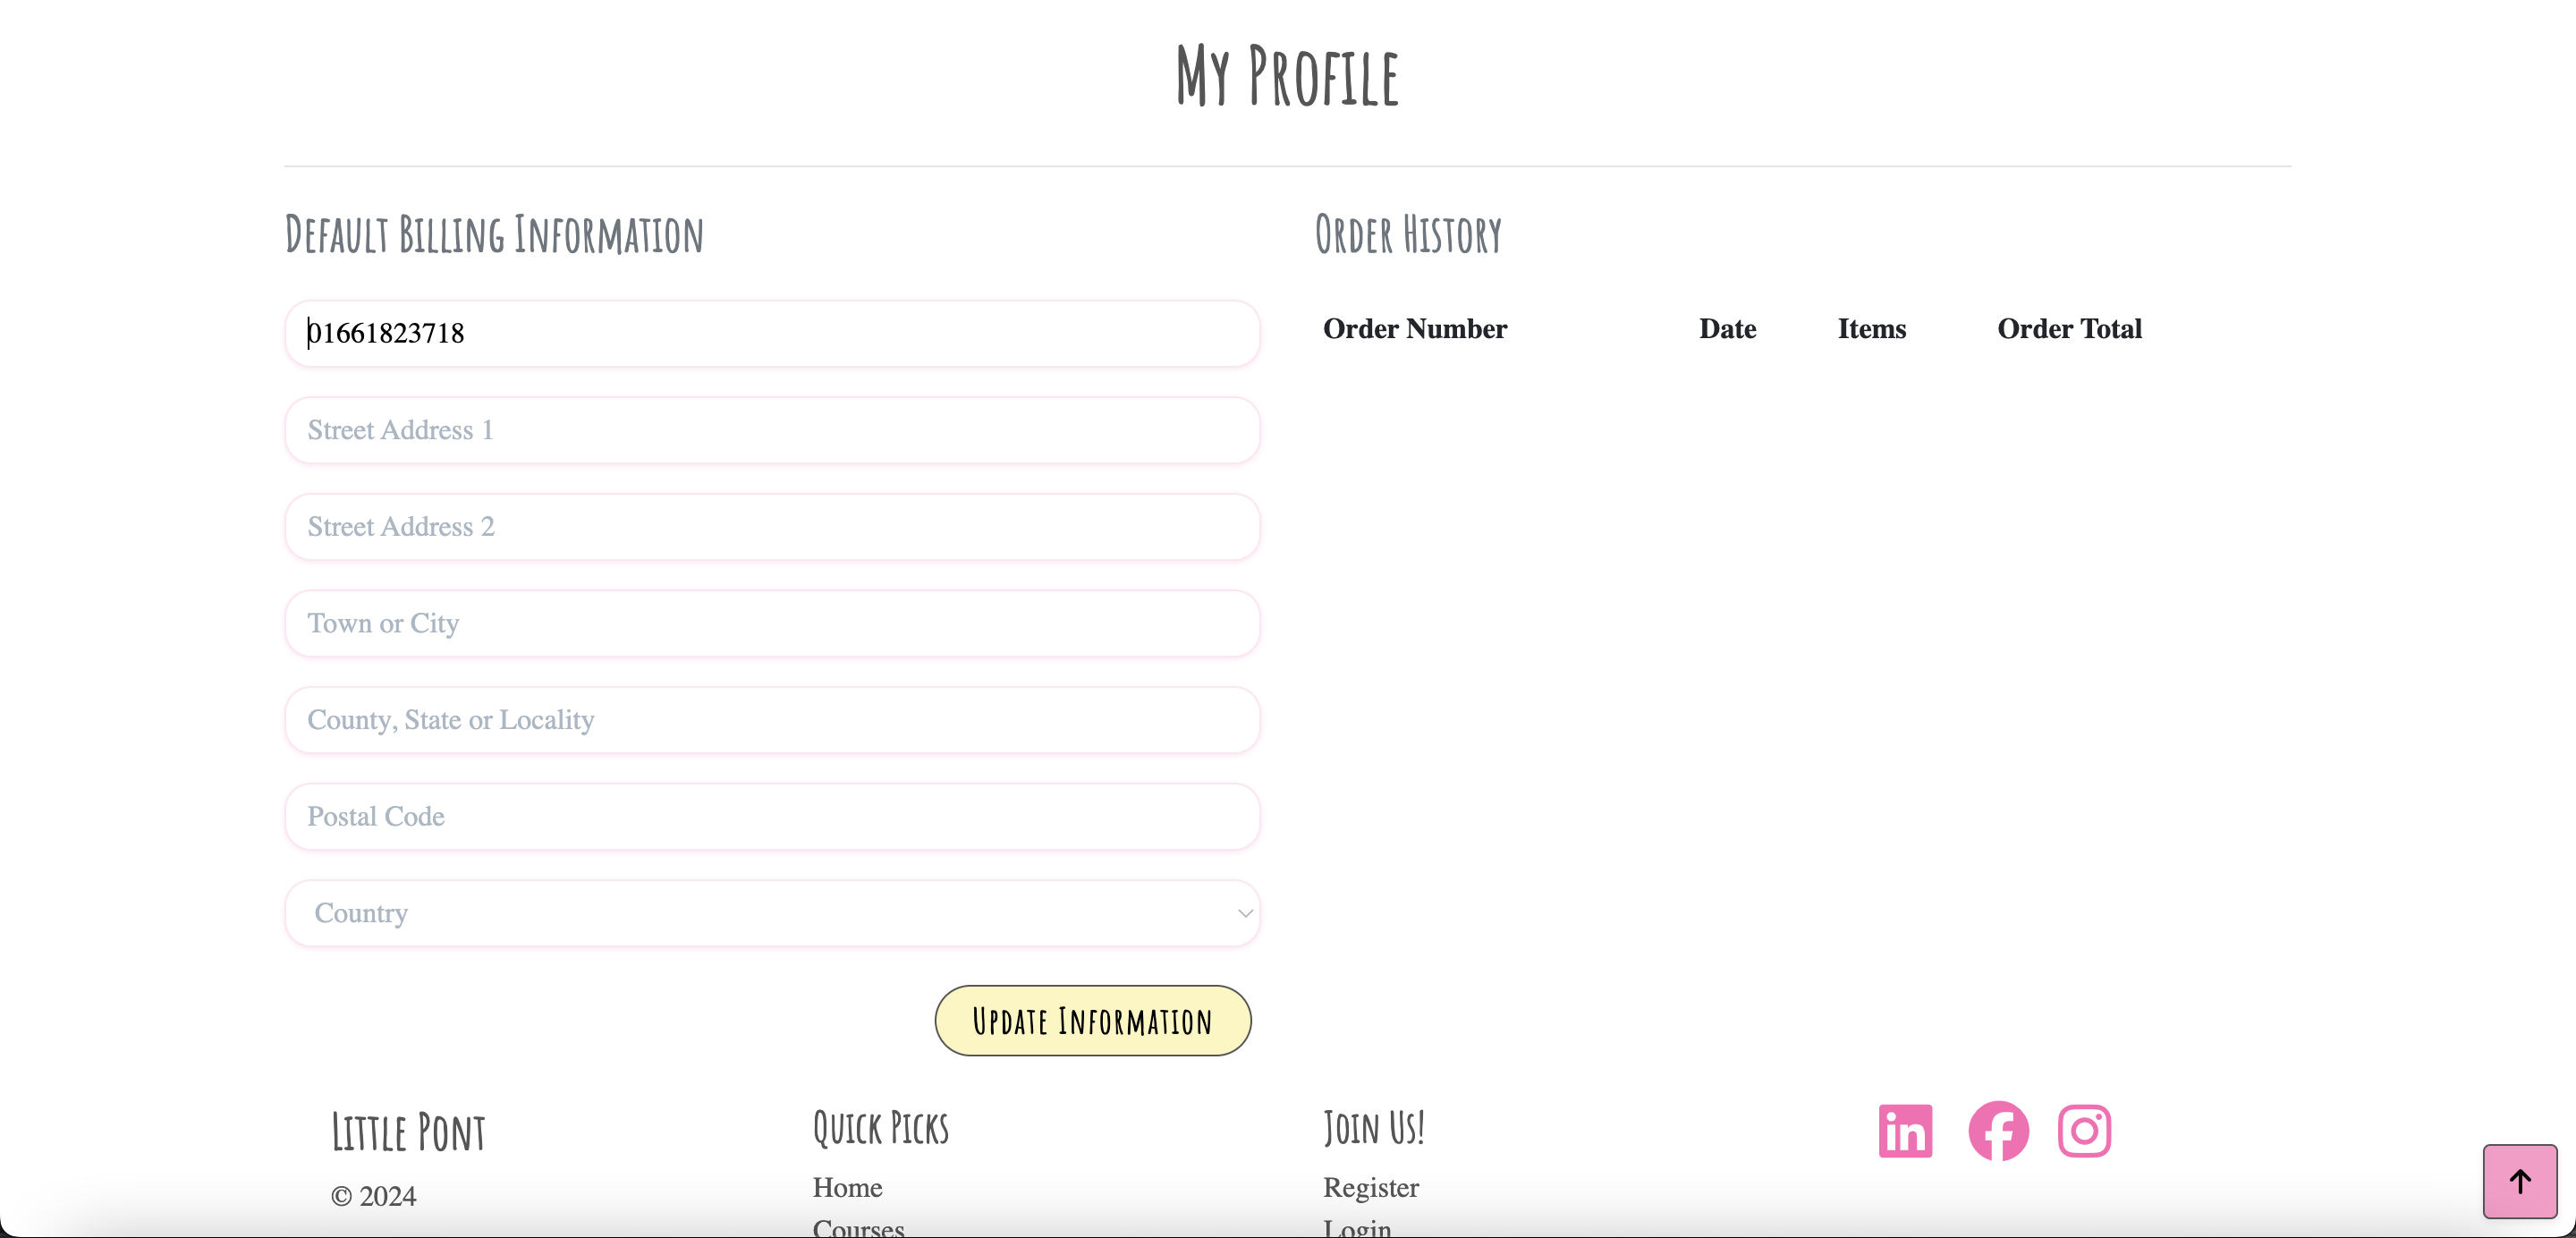 My Profile
Default Billing Information
01661823718
Street Address 1
Street Address 2
Town or City
County, State or Locality
Postal Code
Country
Update Information
Order History
Order Number Date Items Order Total
Little Pont
© 2024
Quick Picks
Home
Courses
Join Us!
Register
Login
in